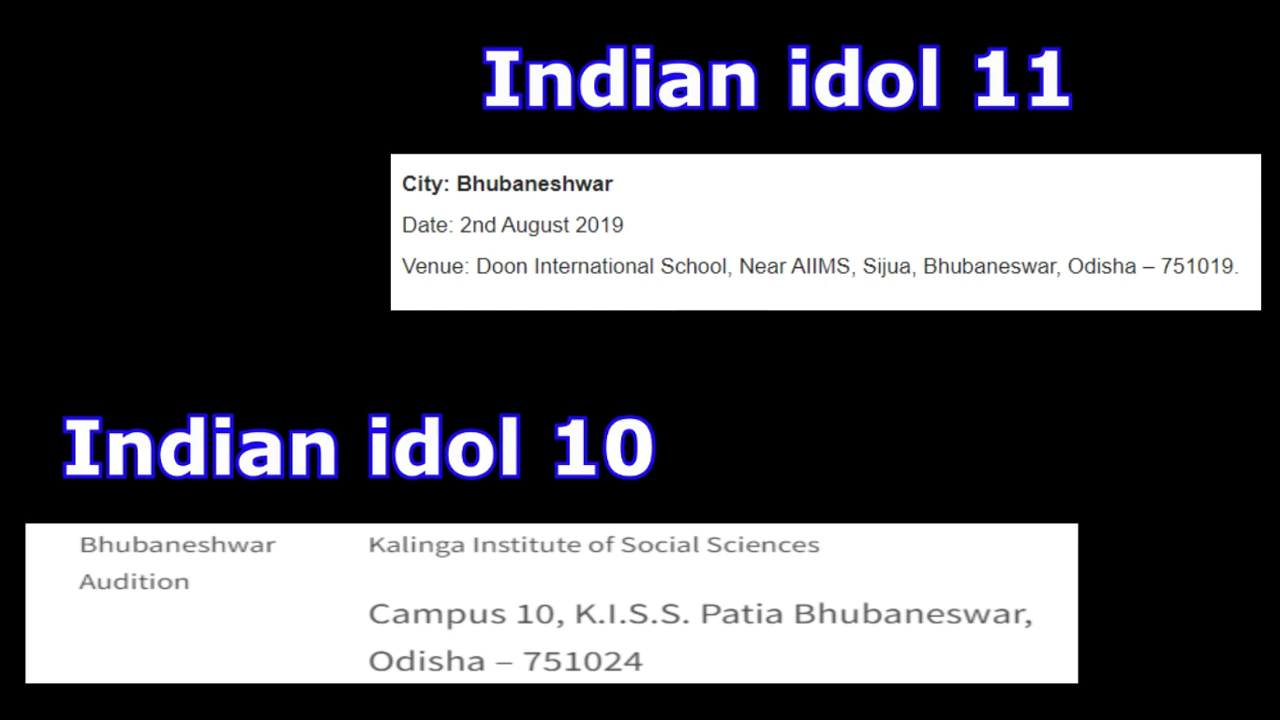 Indian idol 11
City: Bhubaneshwar
Date: 2nd August 2019
Venue: Doon International School, Near AIIMS, Sijua, Bhubaneswar, Odisha – 751019.
Indian idol 10
Bhubaneshwar
Audition
Kalinga Institute of Social Sciences
Campus 10, K.I.S.S. Patia Bhubaneswar,
Odisha – 751024